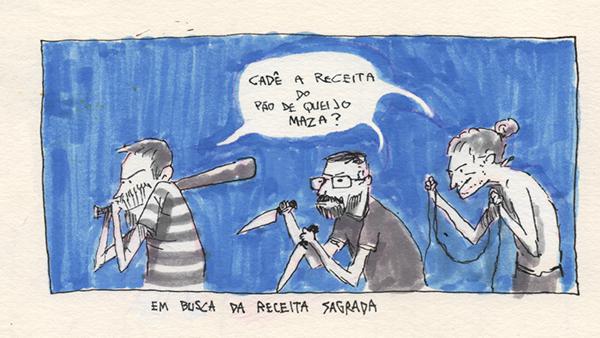 CADÊ A RECEITA
DO
PÃO DE QUEIJO
MAZA?
EM BUSCA DA RECEITA SAGRADA